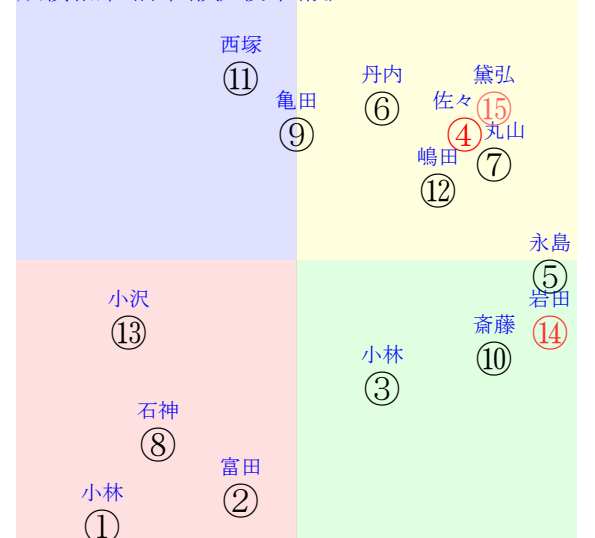 西塚
⑪
丹内
⑥
黛弘
⑮
亀田
⑨
佐々
④
丸山
⑦
嶋田
⑫
永島
⑤
小沢
⑬
岩田
⑭
斎藤
⑩
小林
③
石神
⑧
富田
②
小林
①